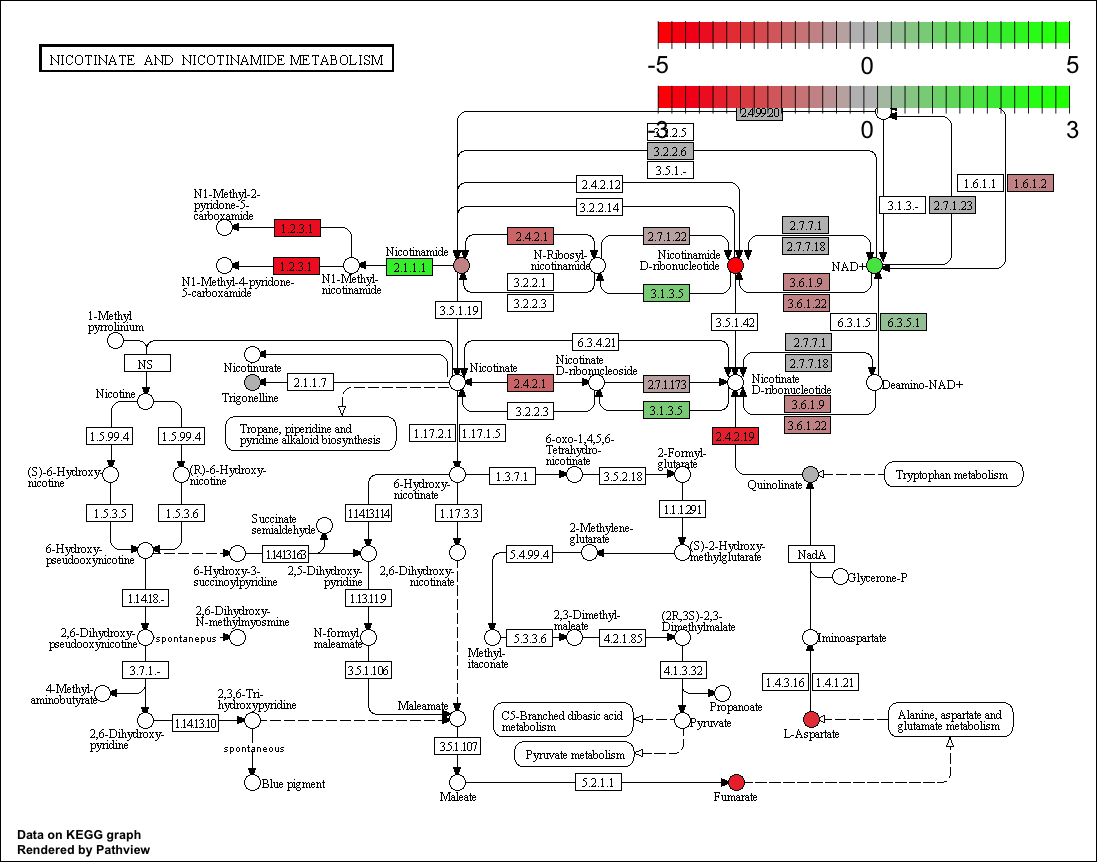 NICOTINATE AND NICOTINAMIDE METABOLISM
-5 0 5
-3 0 3
2.4.99.20
3.2.2.5
3.2.2.6
3.5.1.-
2.4.2.12
3.2.2.14
1.6.1.1
1.6.1.2
3.1.3.-
2.7.1.23
N1-Methyl-2-
pyridone-5-
carboxamide
1.2.3.1
Nicotinamide
2.4.2.1
2.7.1.22
2.7.7.1
2.7.7.18
N-Ribosyl-
nicotinamide
Nicotinamide
D-ribonucleotide
NAD+
1.2.3.1
2.1.1.1
N1-Methyl-4-pyridone-
5-carboxamide
N1-Methyl-
nicotinamide
3.2.2.1
3.2.2.3
3.1.3.5
3.6.1.9
3.6.1.22
3.5.1.19
3.5.1.42
6.3.1.5
6.3.5.1
1-Methyl
pyrrolinium
NS
Nicotinurate
2.1.1.7
Trigonelline
Nicotinate
6.3.4.21
Nicotinate
D-ribonucleoside
2.4.2.1
2.7.1.173
3.2.2.3
3.1.3.5
2.7.7.1
2.7.7.18
Nicotinate
D-ribonucleotide
Deamino-NAD+
3.6.1.9
3.6.1.22
Nicotine
Tropane, piperidine and
pyridine alkaloid biosynthesis
1.5.99.4
1.5.99.4
1.17.2.1
1.17.1.5
2.4.2.19
(S)-6-Hydroxy-
nicotine
(R)-6-Hydroxy-
nicotine
6-Hydroxy-
nicotinate
1.3.7.1
6-oxo-1,4,5,6-
Tetrahydro-
nicotinate
3.5.2.18
2-Formyl-
glutarate
Quinolinate
Tryptophan metabolism
1.5.3.5
1.5.3.6
1.14.13.114
1.17.3.3
1.1.1.291
Succinate
semialdehyde
6-Hydroxy-
pseudooxynicotine
1.14.13.163
6-Hydroxy-3-
succinoylpyridine
2,5-Dihydroxy-
pyridine
2,6-Dihydroxy-
nicotinate
5.4.99.4
2-Methylene-
glutarate
(S)-2-Hydroxy-
methylglutarate
NadA
Glycerone-P
1.14.18.-
1.13.11.9
2,6-Dihydroxy-
pseudooxynicotine
spontanepus
2,6-Dihydroxy-
N-methylmyosmine
N-formyl
maleamate
Methyl-
itaconate
5.3.3.6
2,3-Dimethyl-
maleate
4.2.1.85
(2R,3S)-2,3-
Dimethylmalate
Iminoaspartate
3.7.1.-
3.5.1.106
4.1.3.32
1.4.3.16
1.4.1.21
4-Methyl-
aminobutyrate
2,6-Dihydroxy-
pyridine
1.14.13.10
2,3,6-Tri-
hydroxypyridine
Maleamate
Propanoate
Pyruvate
C5-Branched dibasic acid
metabolism
Pyruvate metabolism
L-Aspartate
Alanine, aspartate and
glutamate metabolism
spontaneous
3.5.1.107
Blue pigment
Maleate
5.2.1.1
Fumarate
Data on KEGG graph
Rendered by Pathview